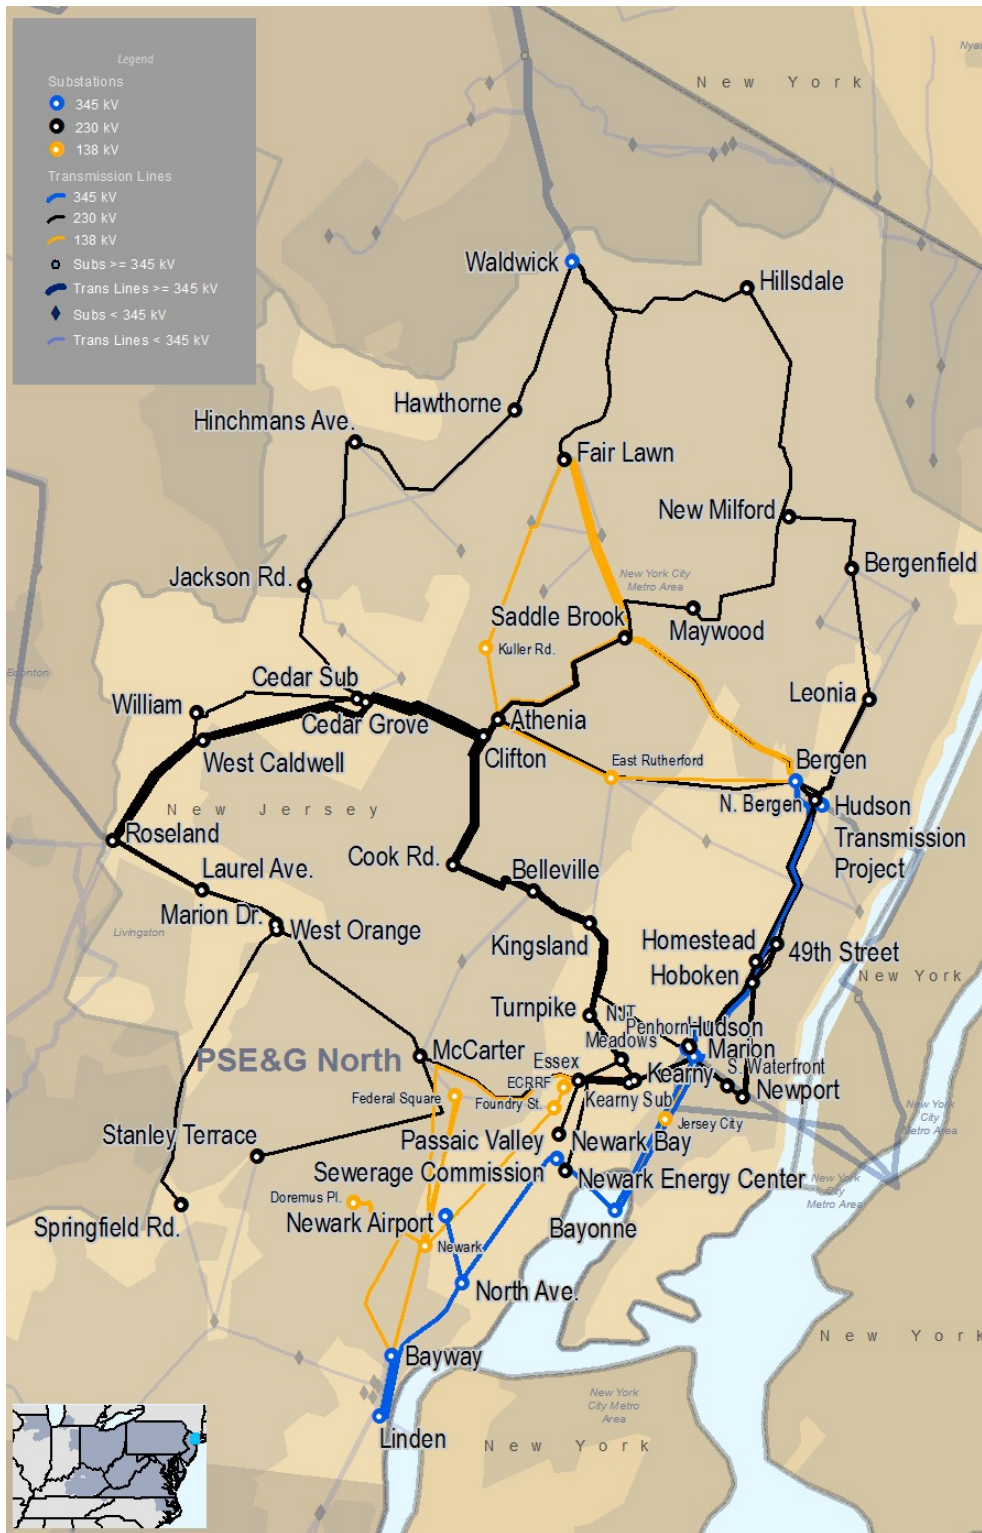 Legend
Substations
345 kV
230 kV
138 kV
Transmission Lines
345 kV
230 kV
138 kV
Subs >= 345 kV
Trans Lines >= 345 kV
Subs < 345 kV
Trans Lines < 345 kV
New York
Waldwick
Hillsdale
Hawthorne
Hinchmans Ave.
Fair Lawn
New Milford
Bergenfield
Jackson Rd.
New York City
Metro Area
Saddle Brook
Maywood
Kuller Rd.
Cedar Sub
William
Cedar Grove
Athenia
Leonia
West Caldwell
Clifton
East Rutherford
Bergen
New Jersey
N. Bergen
Hudson
Transmission
Project
Roseland
Cook Rd.
Laurel Ave.
Belleville
Marion Dr.
West Orange
Livingston
Kingsland
Homestead
49th Street
Hoboken
New York
Turnpike
NJT
Meadows
Penhorn
Hudson
Marion
PSE&G North
McCarter
Essex
ECRRF
Kearny
S. Waterfront
Newport
Federal Square
Foundry St.
Kearny Sub
Jersey City
New York
City
Metro Area
Stanley Terrace
Passaic Valley
Sewerage Commission
Newark Bay
Newark Energy Center
New York
City
Metro Area
Doremus Pl.
Springfield Rd.
Newark Airport
Bayonne
Newark
North Ave.
New York
Bayway
New York
City Metro
Area
Linden
New York